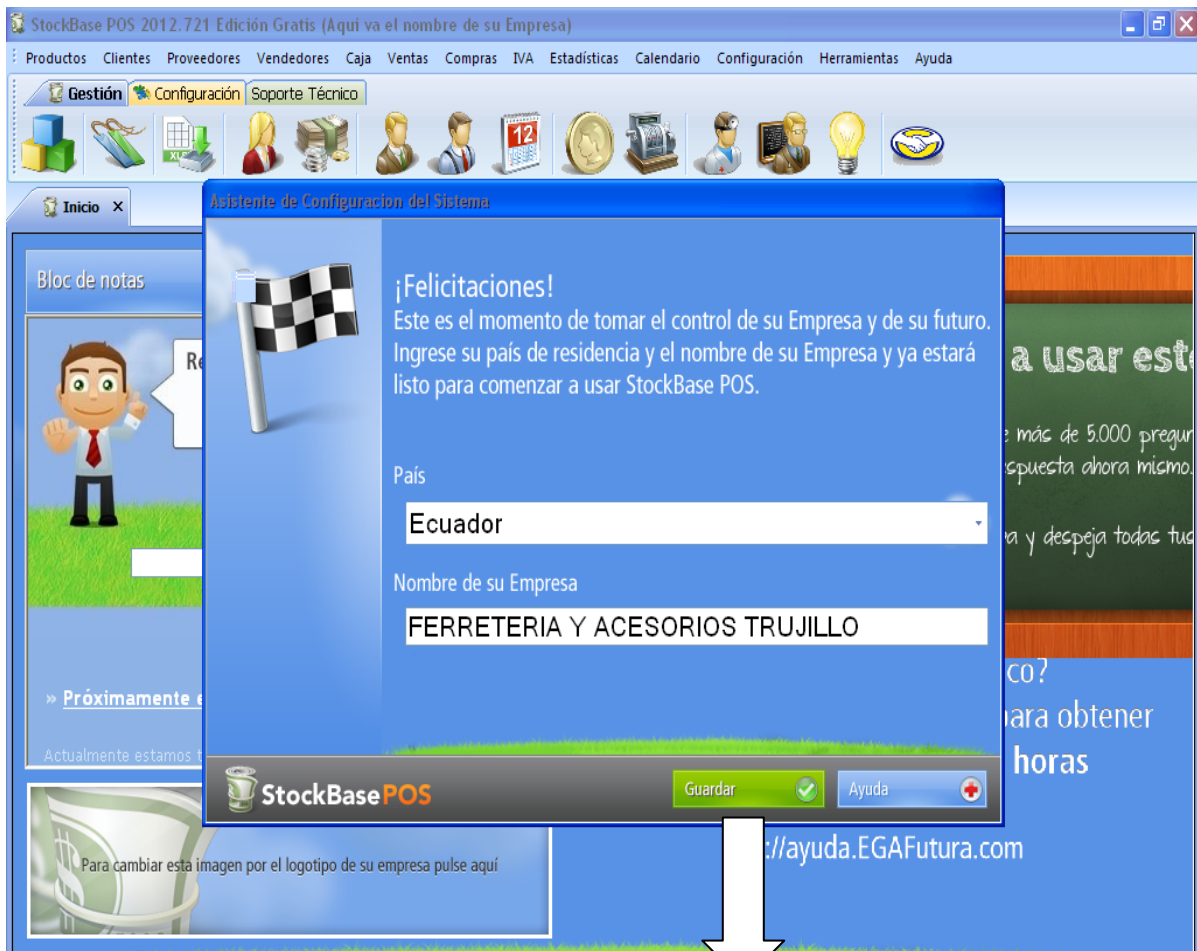 StockBase POS 2012.721 Edición Gratis (Aqui va el nombre de su Empresa)
Productos Clientes Proveedores Vendedores Caja Ventas Compras IVA Estadísticas Calendario Configuración Herramientas Ayuda
Gestión Configuración Soporte Técnico
12
Inicio X
Asistente de Configuracion del Sistema
Bloc de notas
¡Felicitaciones!
Este es el momento de tomar el control de su Empresa y de su futuro.
Ingrese su país de residencia y el nombre de su Empresa y ya estará
listo para comenzar a usar StockBase POS.
País
Ecuador
Nombre de su Empresa
FERRETERIA Y ACESORIOS TRUJILLO
StockBasePOS
Guardar
Ayuda
a usar est
más de 5.000 pregun
spuesta ahora mismo.
a y despeja todas tus
» Próximamente e
Actualmente estamos t
co?
ara obtener
horas
://ayuda.EGAFutura.com
Para cambiar esta imagen por el logotipo de su empresa pulse aquí